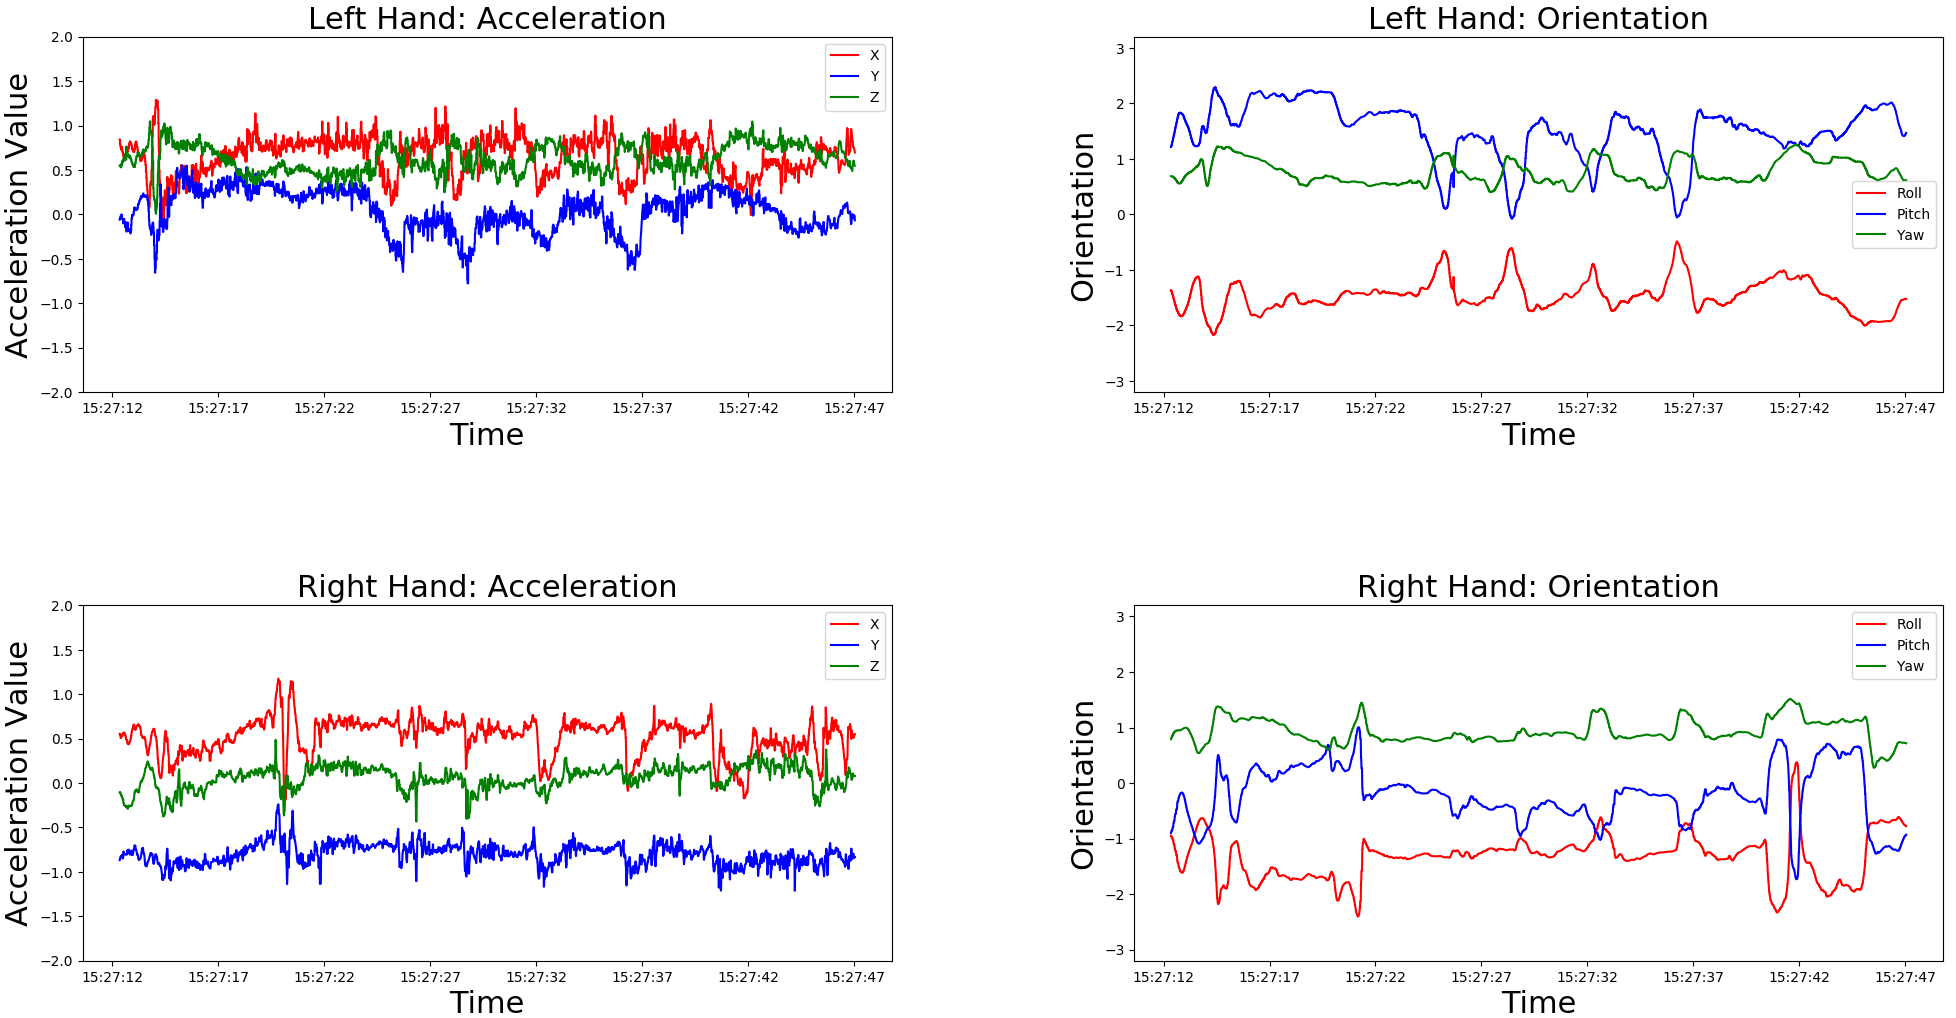 Left Hand: Acceleration
Acceleration Value
2.0
1.5
1.0
0.5
0.0
−0.5
−1.0
−1.5
−2.0
X
Y
Z
15:27:12 15:27:17 15:27:22 15:27:27 15:27:32 15:27:37 15:27:42 15:27:47
Time
Left Hand: Orientation
Orientation
3
2
1
0
−1
−2
−3
Roll
Pitch
Yaw
15:27:12 15:27:17 15:27:22 15:27:27 15:27:32 15:27:37 15:27:42 15:27:47
Time
Right Hand: Acceleration
Acceleration Value
2.0
1.5
1.0
0.5
0.0
−0.5
−1.0
−1.5
−2.0
X
Y
Z
15:27:12 15:27:17 15:27:22 15:27:27 15:27:32 15:27:37 15:27:42 15:27:47
Time
Right Hand: Orientation
Orientation
3
2
1
0
−1
−2
−3
Roll
Pitch
Yaw
15:27:12 15:27:17 15:27:22 15:27:27 15:27:32 15:27:37 15:27:42 15:27:47
Time